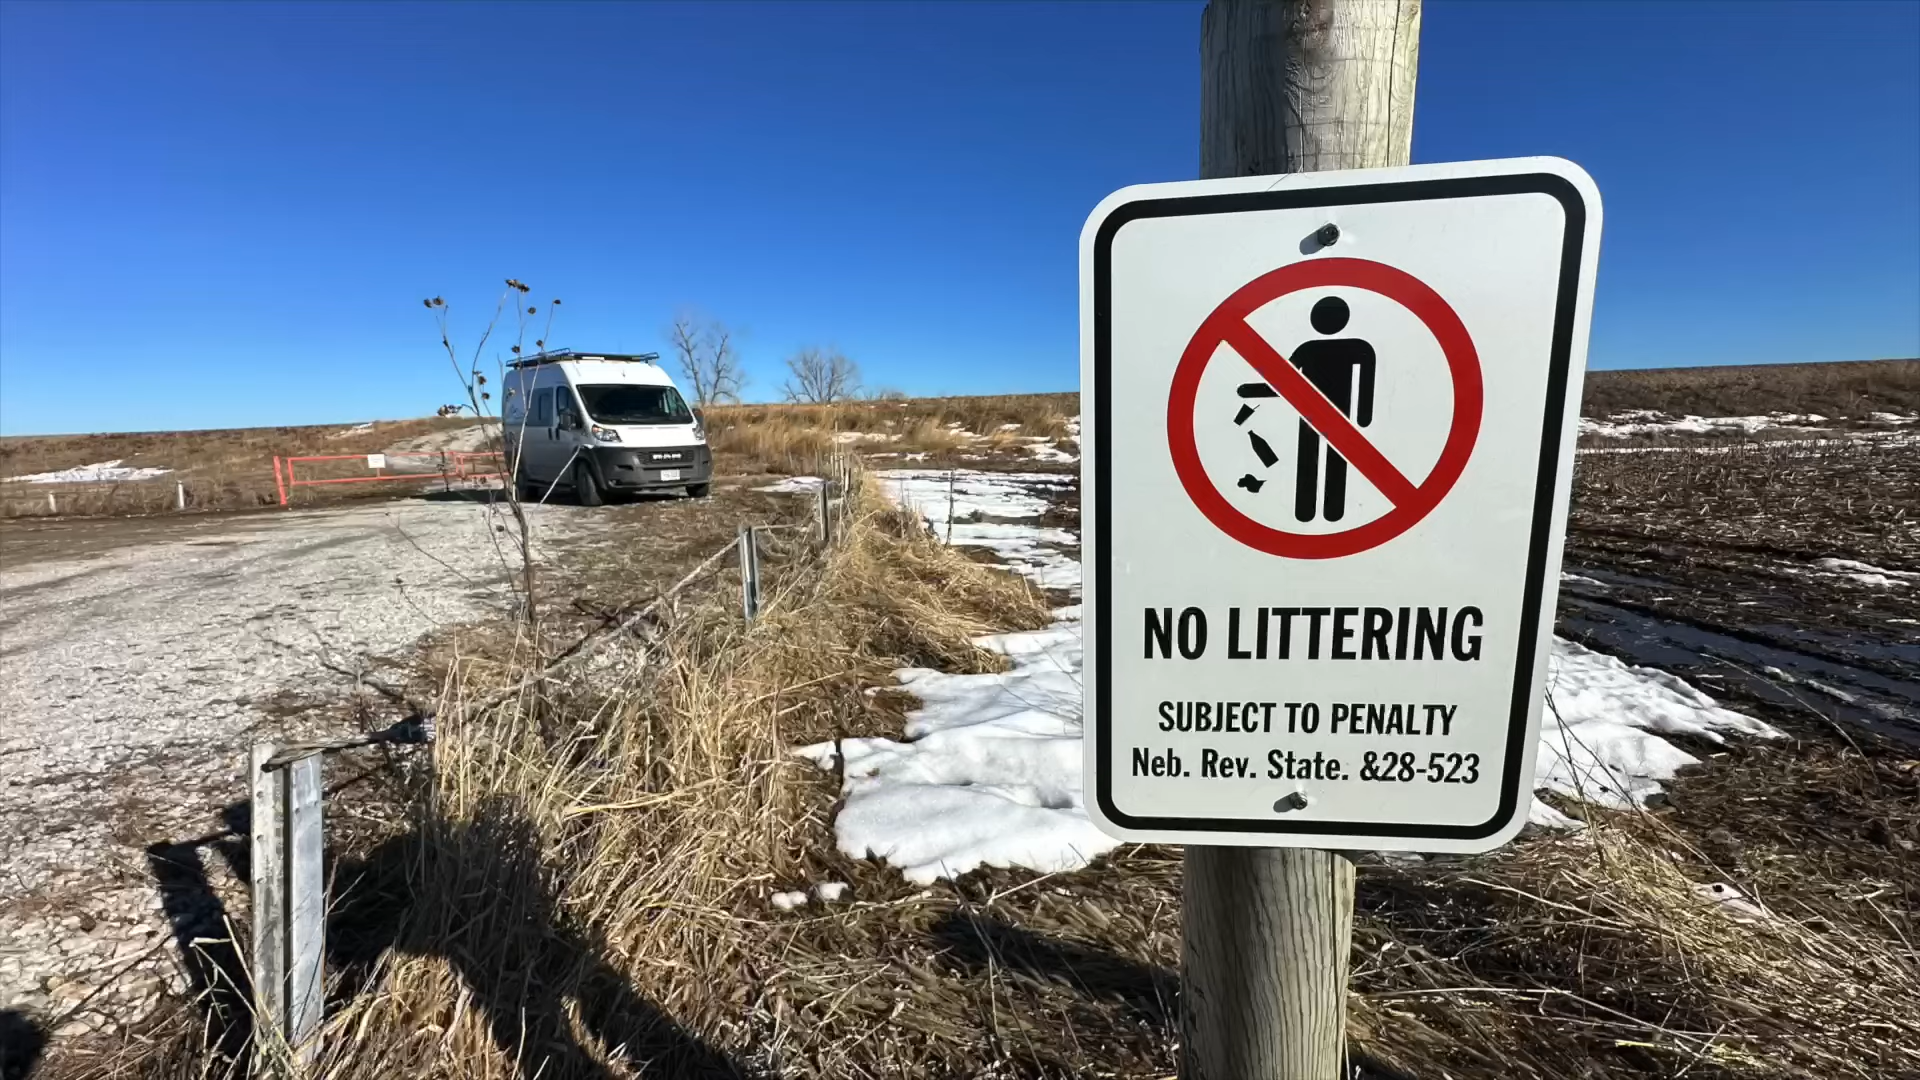 NO LITTERING
SUBJECT TO PENALTY
Neb. Rev. State. &28-523